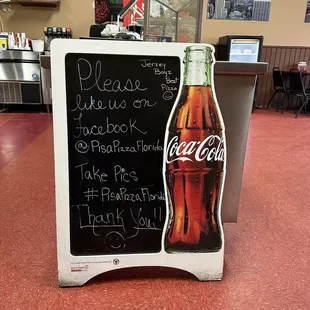 Jersey Boyz
Best
Pizza
Please
like us on
facebook
@PisaPizzaFlorida
Take Pics
#PisaPizzaFlorida
Thank You!!
Coca-Cola